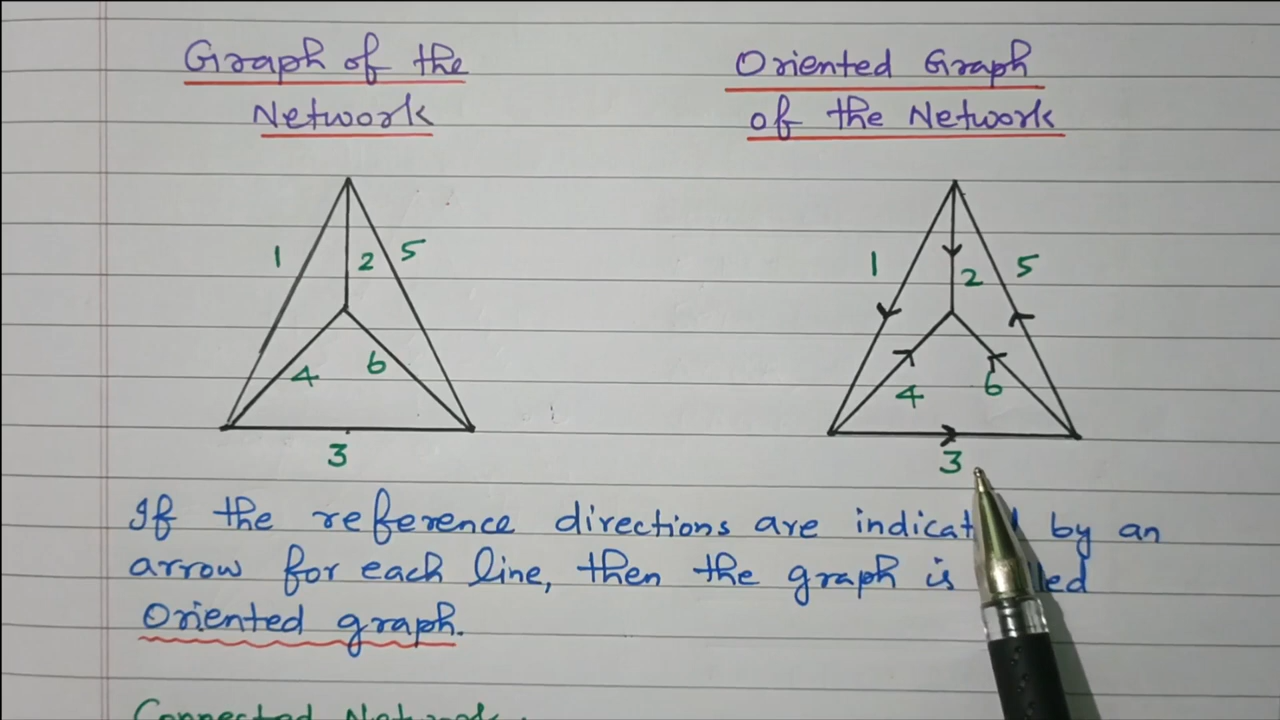 Graph of the
Network
Oriented Graph
of the Network
1
2
5
4
6
3
1
2
5
4
6
3
If the reference directions are by an
arrow for each line, then the graph is
Oriented graph.
Connected Network: